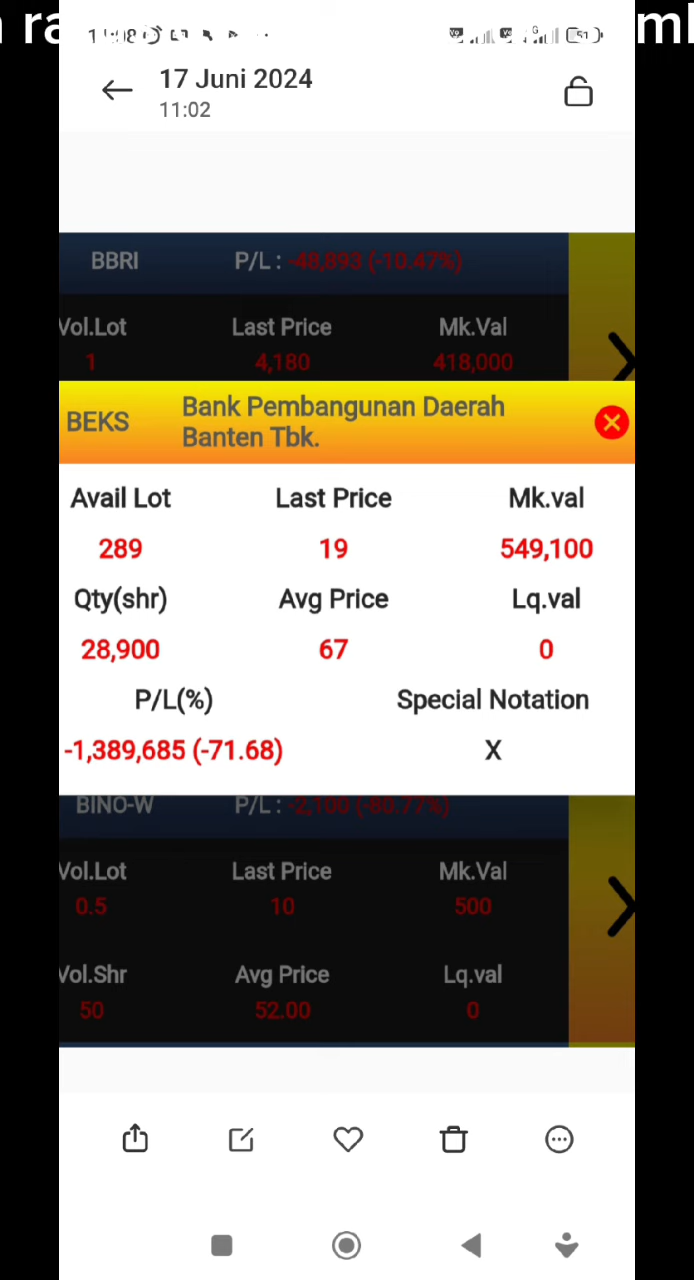 ra
17 Juni 2024
11:02
BBRI P/L : -48,893 (-10.47%)
Vol.Lot Last Price Mk.Val
1 4,180 418,000
BEKS Bank Pembangunan Daerah
Banten Tbk.
Avail Lot Last Price Mk.val
289 19 549,100
Qty(shr) Avg Price Lq.val
28,900 67 0
P/L(%) Special Notation
-1,389,685 (-71.68) X
BINO-W P/L : -2,100 (-80.77%)
Vol.Lot Last Price Mk.Val
0.5 10 500
Vol.Shr Avg Price Lq.val
50 52.00 0